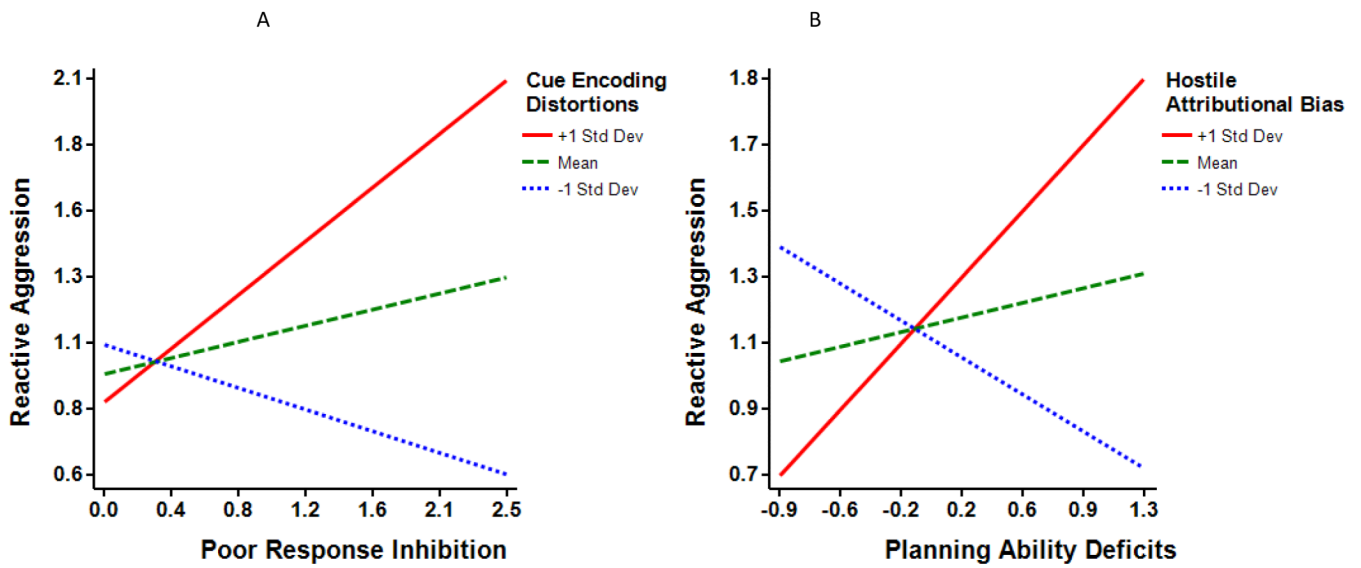 A
B
2.1
1.8
1.6
1.3
1.1
0.8
0.6
Reactive Aggression
0.0 0.4 0.8 1.2 1.6 2.1 2.5
Poor Response Inhibition
Cue Encoding
Distortions
+1 Std Dev
Mean
-1 Std Dev
1.8
1.7
1.5
1.3
1.1
0.9
0.7
Reactive Aggression
-0.9 -0.6 -0.2 0.2 0.6 0.9 1.3
Planning Ability Deficits
Hostile
Attributional Bias
+1 Std Dev
Mean
-1 Std Dev